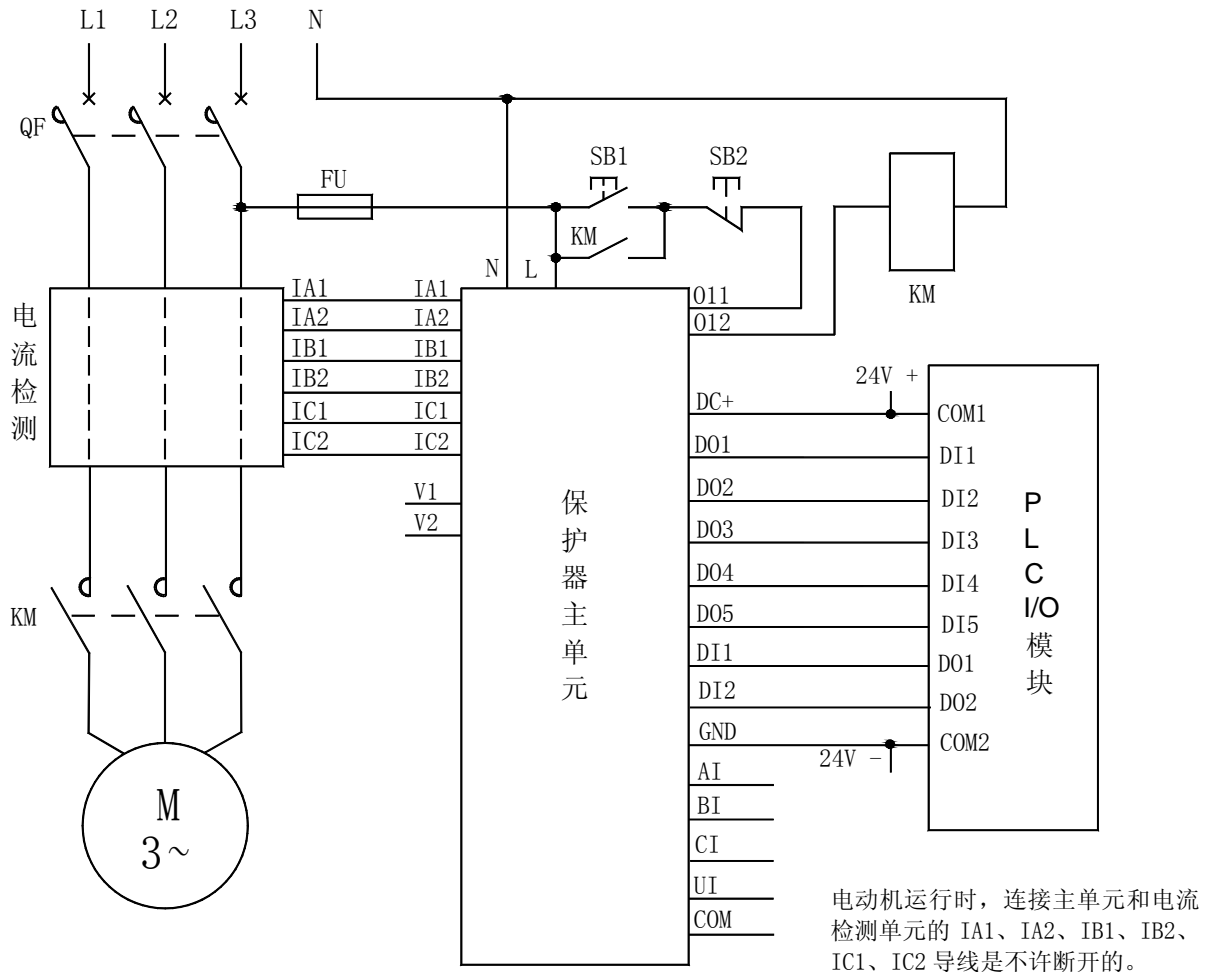 L1 L2 L3 N
QF
FU
SB1 SB2
KM
KM
N L
电流检测
IA1 IA1
IA2 IA2
IB1 IB1
IB2 IB2
IC1 IC1
IC2 IC2
V1
V2
保护器主单元
O11
O12
24V +
DC+ COM1
DO1 DI1
DO2 DI2
DO3 DI3
DO4 DI4
DO5 DI5
DI1 DO1
DI2 DO2
GND COM2
24V -
AI
BI
CI
UI
COM
PLC I/O模块
KM
M
3~
电动机运行时，连接主单元和电流
检测单元的 IA1、IA2、IB1、IB2、
IC1、IC2 导线是不许断开的。